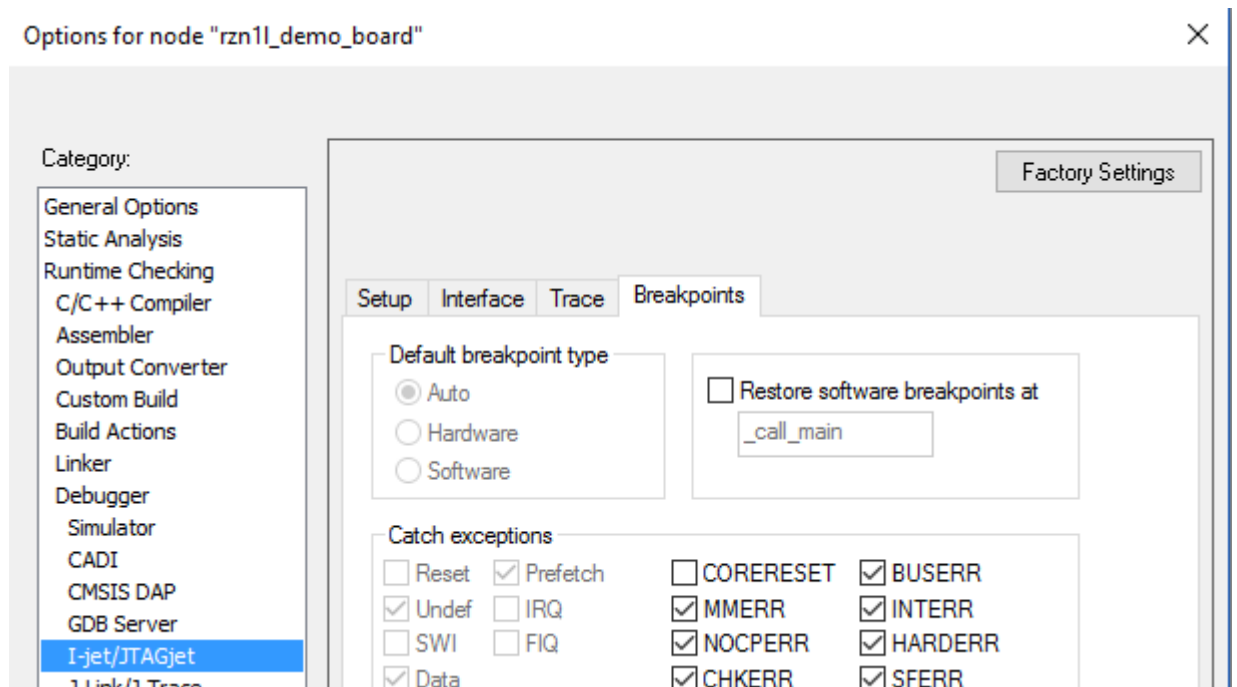 Options for node "rzn1l_demo_board"
Category:
Factory Settings
General Options
Static Analysis
Runtime Checking
C/C++ Compiler
Assembler
Output Converter
Custom Build
Build Actions
Linker
Debugger
Simulator
CADI
CMSIS DAP
GDB Server
I-jet/JTAGjet
J-Link/J-Trace
Setup Interface Trace Breakpoints
Default breakpoint type
Auto
Hardware
Software
Restore software breakpoints at
_call_main
Catch exceptions
Reset Prefetch CORERESET BUSERR
Undef IRQ MMERR INTERR
SWI FIQ NOCPERR HARDERR
Data CHKERR SFERR